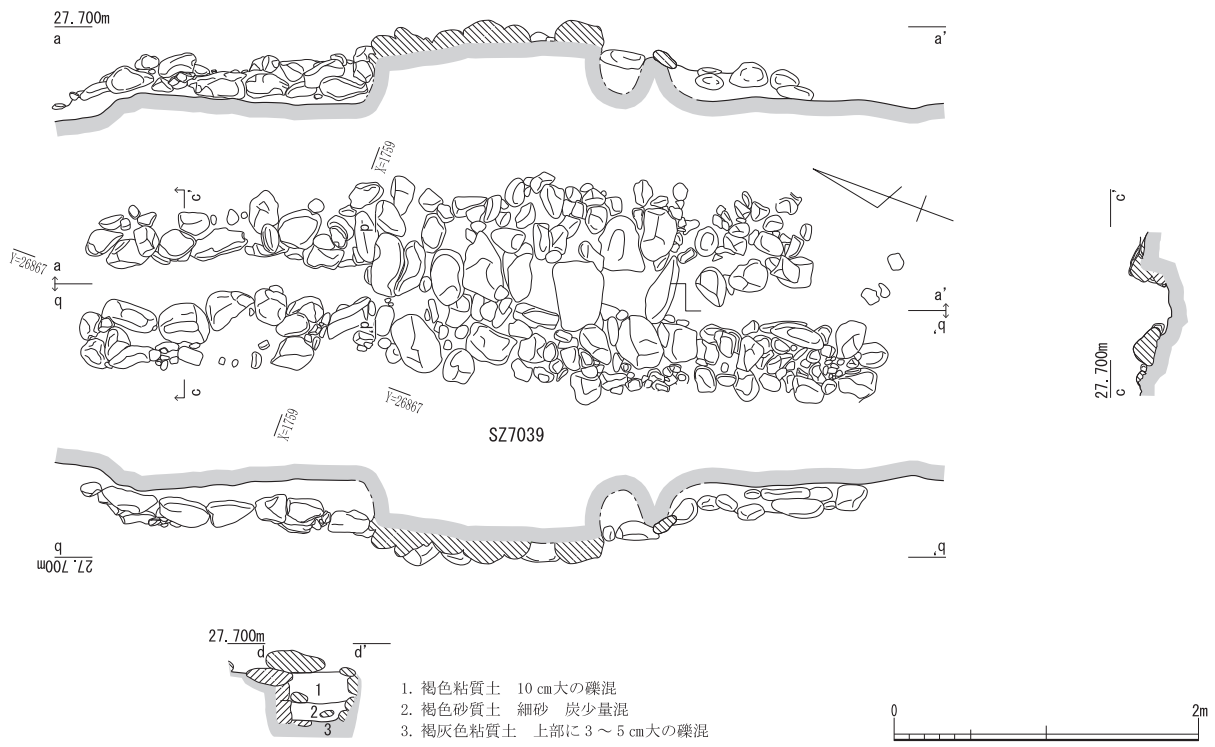 27.700m
a
a'
X=1759
c'
Y=26867
a
b
d'
d
a'
b'
c
Y=26867
X=1759
SZ7039
c'
27.700m
c
b
27.700m
b'
27.700m
d
d'
1
2
3
1. 褐色粘質土 10㎝大の礫混
2. 褐色砂質土 細砂 炭少量混
3. 褐灰色粘質土 上部に3～5㎝大の礫混
0
2m